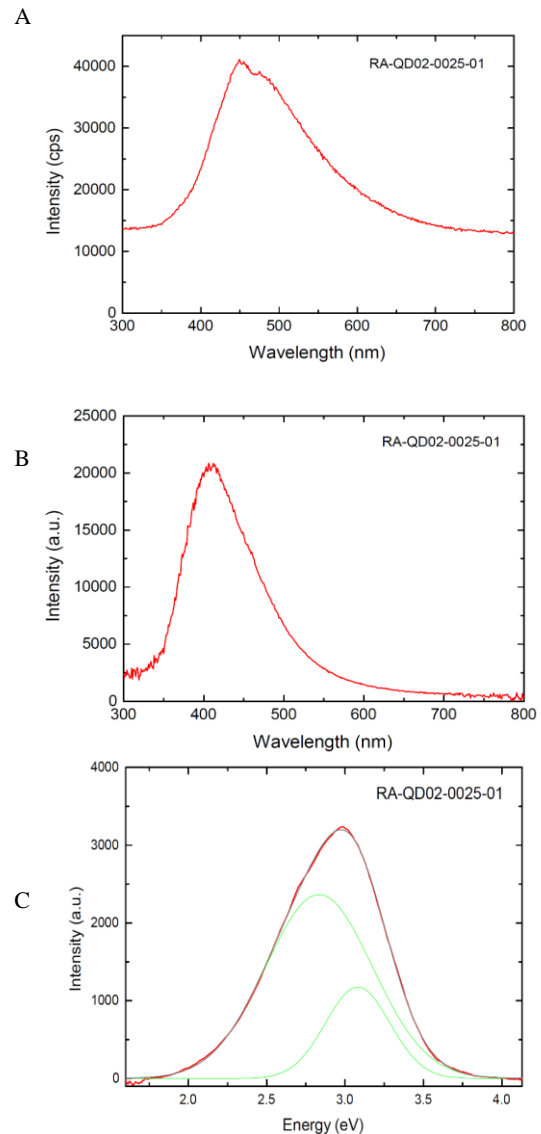 A
RA-QD02-0025-01
40000
30000
20000
10000
0
Intensity (cps)
300 400 500 600 700 800
Wavelength (nm)
B
RA-QD02-0025-01
25000
20000
15000
10000
5000
0
Intensity (a.u.)
300 400 500 600 700 800
Wavelength (nm)
C
RA-QD02-0025-01
4000
3000
2000
1000
0
Intensity (a.u.)
2.0 2.5 3.0 3.5 4.0
Energy (eV)